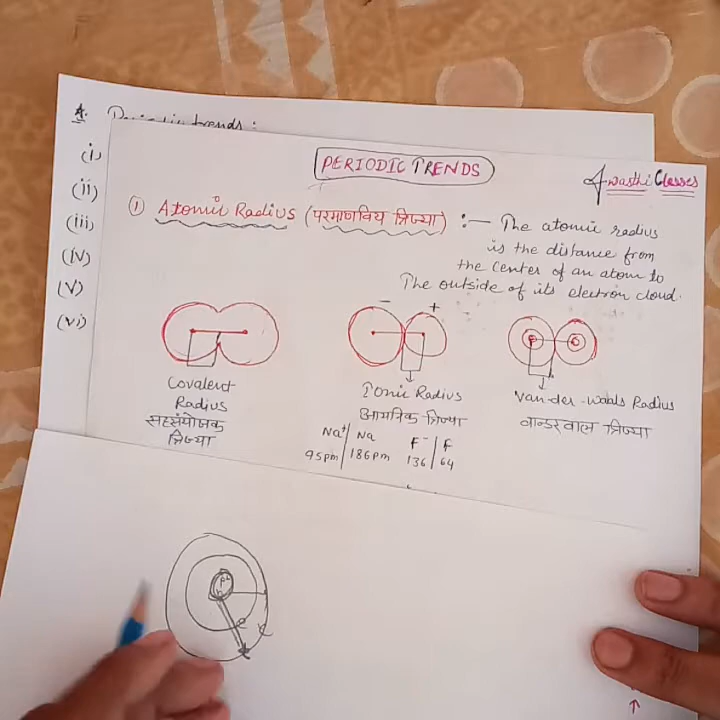 * Periodic trends :
(i)
(ii)
(iii)
(iv)
(v)
(vi)
PERIODIC TRENDS
Awasthi Classes
① Atomic Radius (परमाणविय त्रिज्या) :— The atomic radius
is the distance from
the center of an atom to
The outside of its electron cloud.
- +
Covalent
Radius
सहसंयोजक
त्रिज्या
Ionic Radius
आयनिक त्रिज्या
Na⁺ | Na F⁻ | F
95pm | 186pm 136 | 64
Van der-waals Radius
वान्डरवाल त्रिज्या